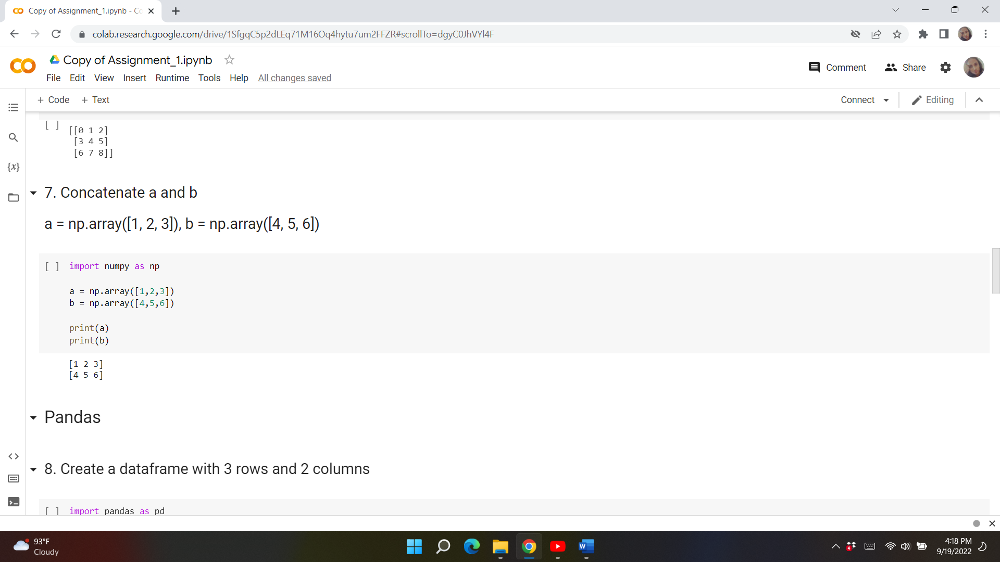 Copy of Assignment_1.ipynb - Co
colab.research.google.com/drive/1SfgqC5p2dLEq71M16Oq4hytu7um2FFZR#scrollTo=dgyC0JhVYl4F
Copy of Assignment_1.ipynb
Comment Share
File Edit View Insert Runtime Tools Help All changes saved
+ Code + Text Connect Editing
[ ] [[0 1 2]
[3 4 5]
[6 7 8]]
{x}
7. Concatenate a and b
a = np.array([1, 2, 3]), b = np.array([4, 5, 6])
[ ] import numpy as np
a = np.array([1,2,3])
b = np.array([4,5,6])
print(a)
print(b)
[1 2 3]
[4 5 6]
Pandas
8. Create a dataframe with 3 rows and 2 columns
[ ] import pandas as pd
93°F
Cloudy
4:18 PM
9/19/2022